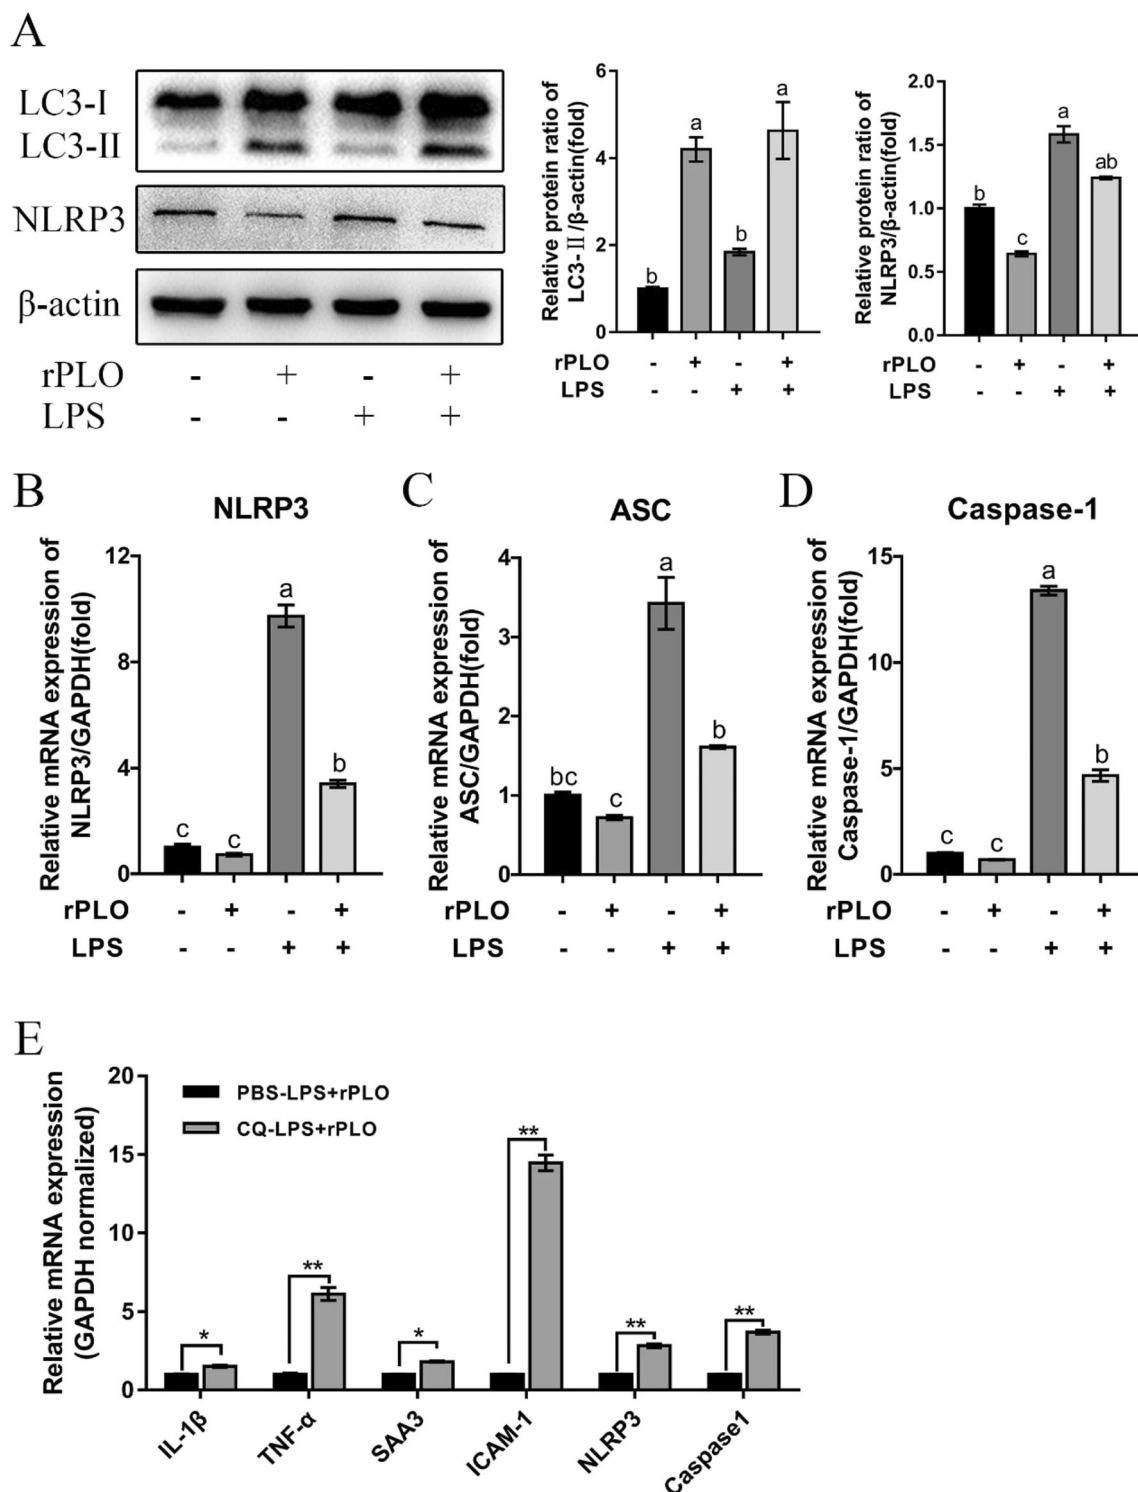 A
LC3-I
LC3-II
NLRP3
β-actin
rPLO - + - +
LPS - - + +
Relative protein ratio of
LC3-Ⅱ/β-actin(fold)
6
4
2
0
b
a
b
a
rPLO - + - +
LPS - - + +
Relative protein ratio of
NLRP3/β-actin(fold)
2.0
1.5
1.0
0.5
0.0
b
c
a
ab
rPLO - + - +
LPS - - + +
B
NLRP3
Relative mRNA expression of
NLRP3/GAPDH(fold)
12
8
4
0
c
c
a
b
rPLO - + - +
LPS - - + +
C
ASC
Relative mRNA expression of
ASC/GAPDH(fold)
4
3
2
1
0
bc
c
a
b
rPLO - + - +
LPS - - + +
D
Caspase-1
Relative mRNA expression of
Caspase-1/GAPDH(fold)
15
10
5
0
c
c
a
b
rPLO - + - +
LPS - - + +
E
Relative mRNA expression
(GAPDH normalized)
20
15
10
5
0
PBS-LPS+rPLO
CQ-LPS+rPLO
*
**
*
**
**
**
IL-1β
TNF-α
SAA3
ICAM-1
NLRP3
Caspase1